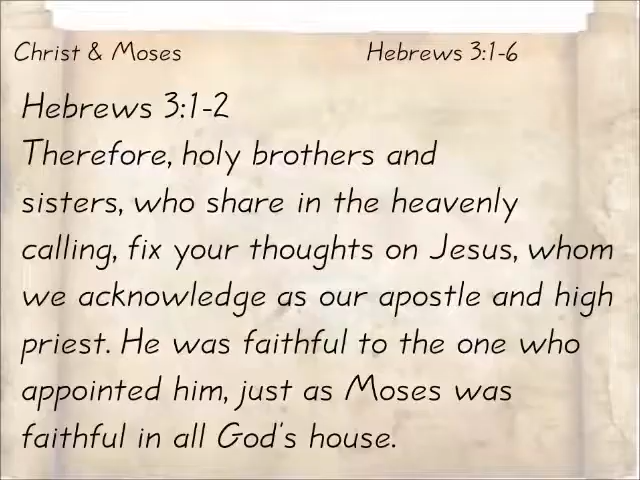 Christ & Moses
Hebrews 3:1-6
Hebrews 3:1-2
Therefore, holy brothers and
sisters, who share in the heavenly
calling, fix your thoughts on Jesus, whom
we acknowledge as our apostle and high
priest. He was faithful to the one who
appointed him, just as Moses was
faithful in all God's house.